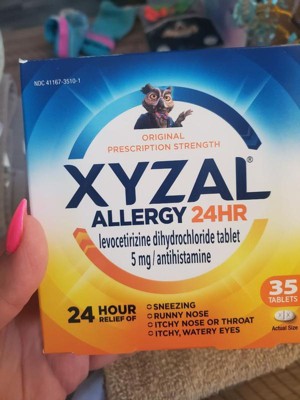 NDC 41167-3510-1
ORIGINAL
PRESCRIPTION STRENGTH
XYZAL®
ALLERGY 24HR
levocetirizine dihydrochloride tablet
5 mg/antihistamine
35
TABLETS
Actual Size
24 HOUR
RELIEF OF
SNEEZING
RUNNY NOSE
ITCHY NOSE OR THROAT
ITCHY, WATERY EYES